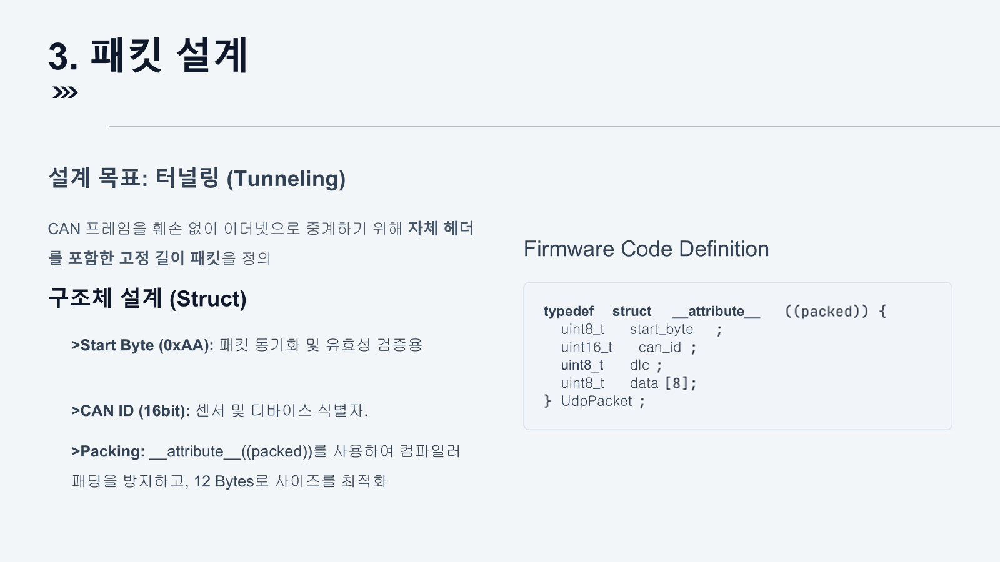 3. 패킷 설계
설계 목표: 터널링 (Tunneling)
CAN 프레임을 훼손 없이 이더넷으로 중계하기 위해 자체 헤더
를 포함한 고정 길이 패킷을 정의
구조체 설계 (Struct)
>Start Byte (0xAA): 패킷 동기화 및 유효성 검증용
>CAN ID (16bit): 센서 및 디바이스 식별자.
>Packing: __attribute__((packed))를 사용하여 컴파일러
패딩을 방지하고, 12 Bytes로 사이즈를 최적화
Firmware Code Definition
typedef struct __attribute__ ((packed)) {
uint8_t start_byte ;
uint16_t can_id ;
uint8_t dlc ;
uint8_t data [8];
} UdpPacket ;